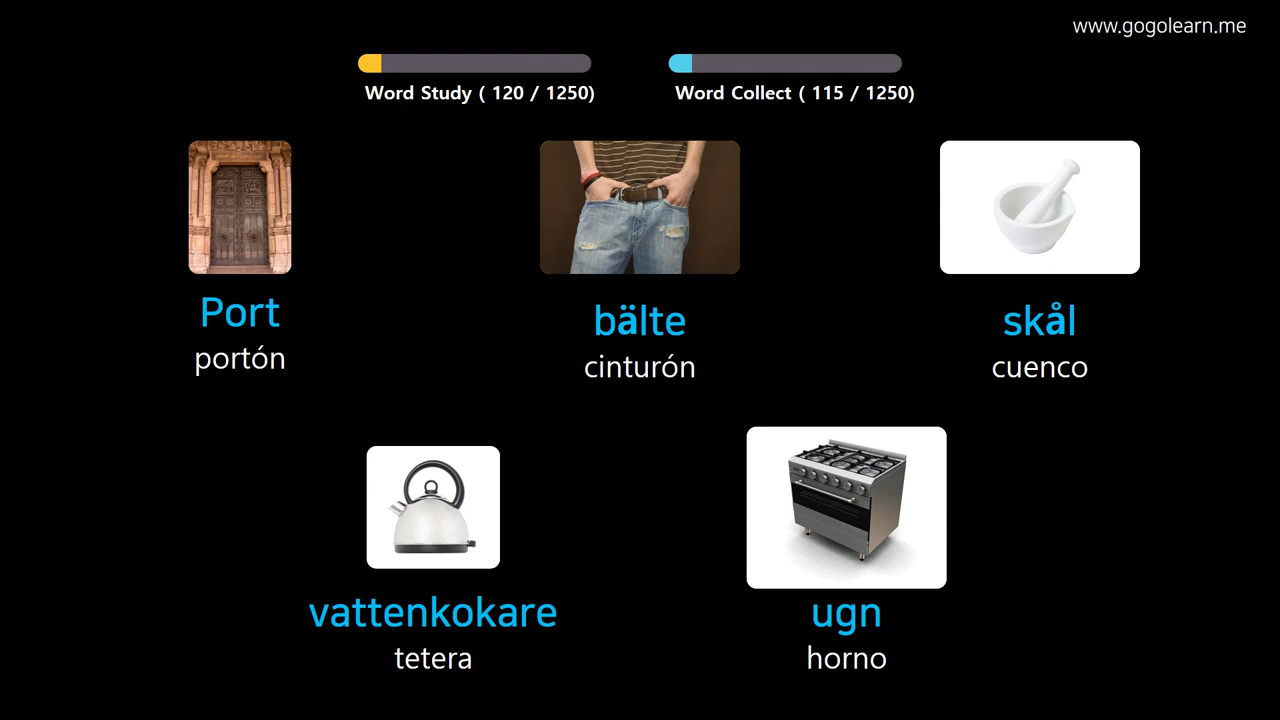 www.gogolearn.me
Word Study ( 120 / 1250)
Word Collect ( 115 / 1250)
Port
portón
bälte
cinturón
skål
cuenco
vattenkokare
tetera
ugn
horno